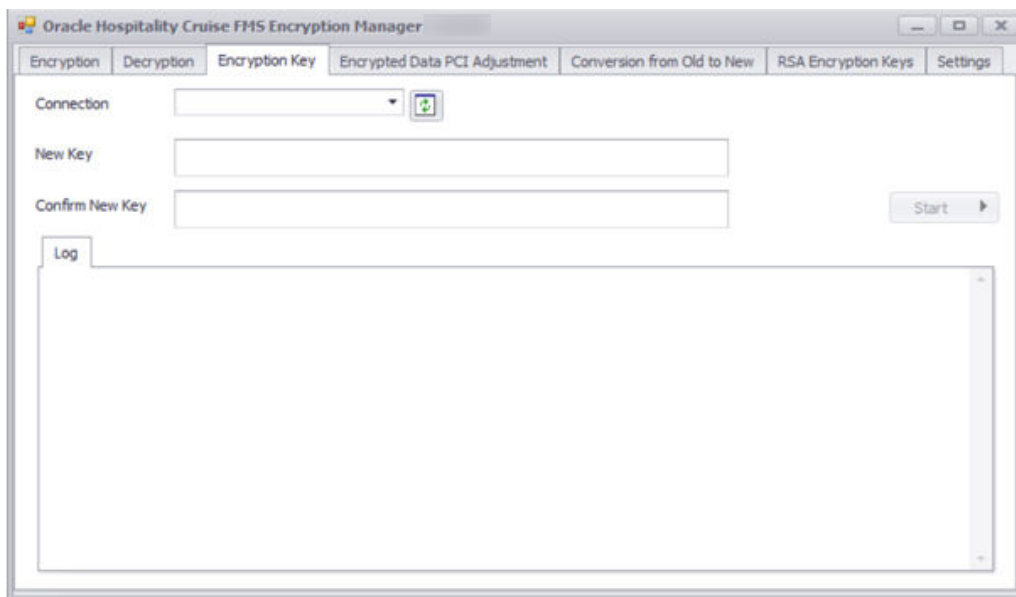 Oracle Hospitality Cruise FMS Encryption Manager
Encryption Decryption Encryption Key Encrypted Data PCI Adjustment Conversion from Old to New RSA Encryption Keys Settings
Connection
New Key
Confirm New Key
Start
Log